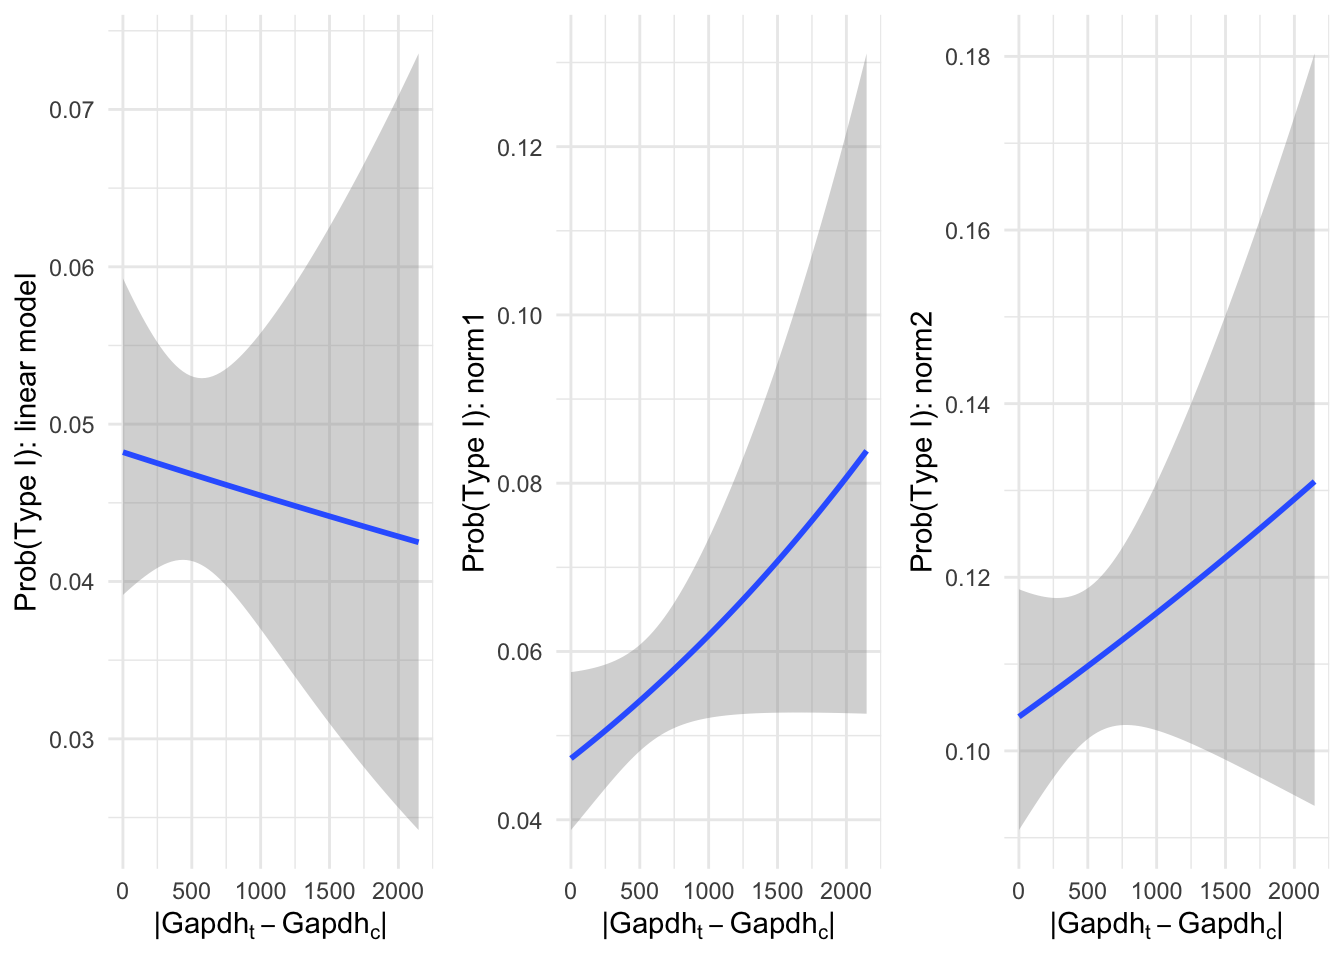 Prob(Type I): linear model
0.07
0.06
0.05
0.04
0.03
0 500 1000 1500 2000
|Gapdht – Gapdhc|
Prob(Type I): norm1
0.12
0.10
0.08
0.06
0.04
0 500 1000 1500 2000
|Gapdht – Gapdhc|
Prob(Type I): norm2
0.18
0.16
0.14
0.12
0.10
0 500 1000 1500 2000
|Gapdht – Gapdhc|